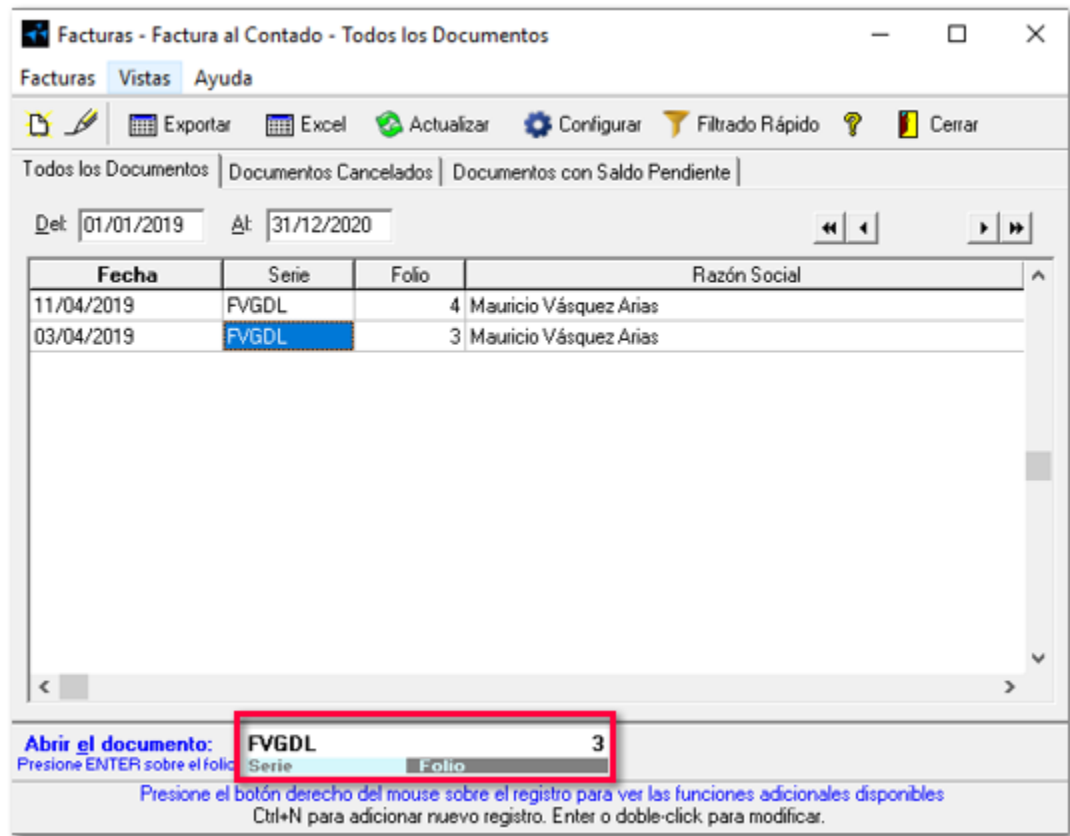 Facturas - Factura al Contado - Todos los Documentos
Facturas Vistas Ayuda
Exportar Excel Actualizar Configurar Filtrado Rápido ? Cerrar
Todos los Documentos Documentos Cancelados Documentos con Saldo Pendiente
Del: 01/01/2019 Al: 31/12/2020
Fecha Serie Folio Razón Social
11/04/2019 FVGDL 4 Mauricio Vásquez Arias
03/04/2019 FVGDL 3 Mauricio Vásquez Arias
Abrir el documento: FVGDL 3
Presione ENTER sobre el folio Serie Folio
Presione el botón derecho del mouse sobre el registro para ver las funciones adicionales disponibles
Ctrl+N para adicionar nuevo registro. Enter o doble-click para modificar.